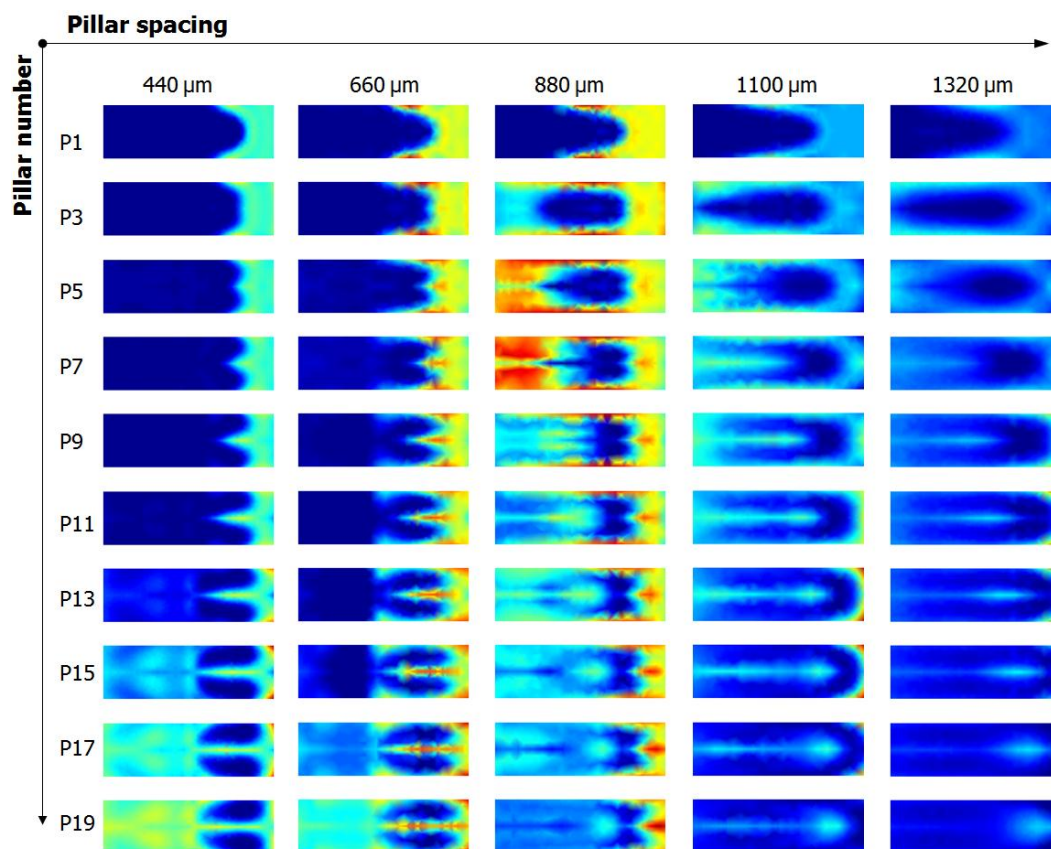 Pillar spacing
Pillar number
440 µm 660 µm 880 µm 1100 µm 1320 µm
P1
P3
P5
P7
P9
P11
P13
P15
P17
P19